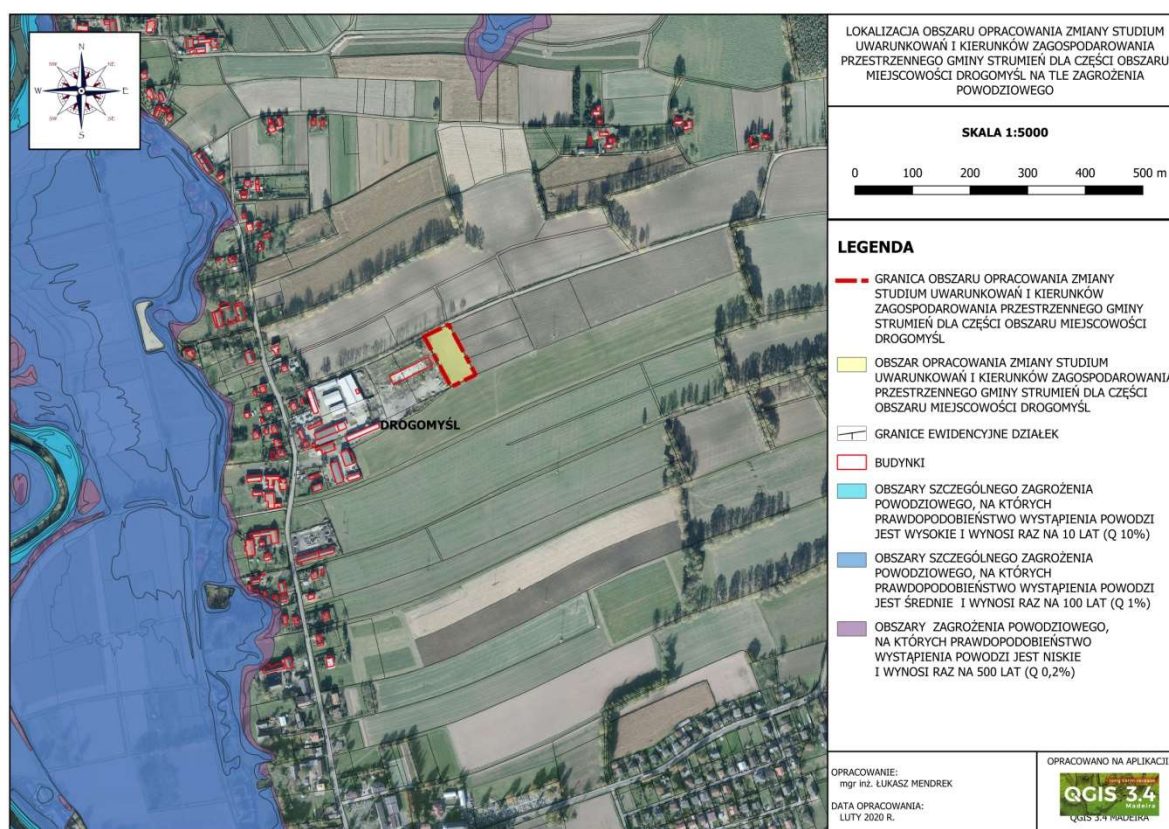 LOKALIZACJA OBSZARU OPRACOWANIA ZMIANY STUDIUM
UWARUNKOWAŃ I KIERUNKÓW ZAGOSPODAROWANIA
PRZESTRZENNEGO GMINY STRUMIEŃ DLA CZĘŚCI OBSZARU
MIEJSCOWOŚCI DROGOMYŚL NA TLE ZAGROŻENIA
POWODZIOWEGO
SKALA 1:5000
0 100 200 300 400 500 m
LEGENDA
GRANICA OBSZARU OPRACOWANIA ZMIANY
STUDIUM UWARUNKOWAŃ I KIERUNKÓW
ZAGOSPODAROWANIA PRZESTRZENNEGO GMINY
STRUMIEŃ DLA CZĘŚCI OBSZARU MIEJSCOWOŚCI
DROGOMYŚL
OBSZAR OPRACOWANIA ZMIANY STUDIUM
UWARUNKOWAŃ I KIERUNKÓW ZAGOSPODAROWANIA
PRZESTRZENNEGO GMINY STRUMIEŃ DLA CZĘŚCI
OBSZARU MIEJSCOWOŚCI DROGOMYŚL
GRANICE EWIDENCYJNE DZIAŁEK
BUDYNKI
OBSZARY SZCZEGÓLNEGO ZAGROŻENIA
POWODZIOWEGO, NA KTÓRYCH
PRAWDOPODOBIEŃSTWO WYSTĄPIENIA POWODZI
JEST WYSOKIE I WYNOSI RAZ NA 10 LAT (Q 10%)
OBSZARY SZCZEGÓLNEGO ZAGROŻENIA
POWODZIOWEGO, NA KTÓRYCH
PRAWDOPODOBIEŃSTWO WYSTĄPIENIA POWODZI
JEST ŚREDNIE I WYNOSI RAZ NA 100 LAT (Q 1%)
OBSZARY ZAGROŻENIA POWODZIOWEGO,
NA KTÓRYCH PRAWDOPODOBIEŃSTWO
WYSTĄPIENIA POWODZI JEST NISKIE
I WYNOSI RAZ NA 500 LAT (Q 0,2%)
OPRACOWANIE:
mgr inż. ŁUKASZ MENDREK
DATA OPRACOWANIA:
LUTY 2020 R.
OPRACOWANO NA APLIKACJI
QGIS 3.4
Madeira
QGIS 3.4 MADEIRA
N
NW NE
W E
SW SE
S
DROGOMYŚL